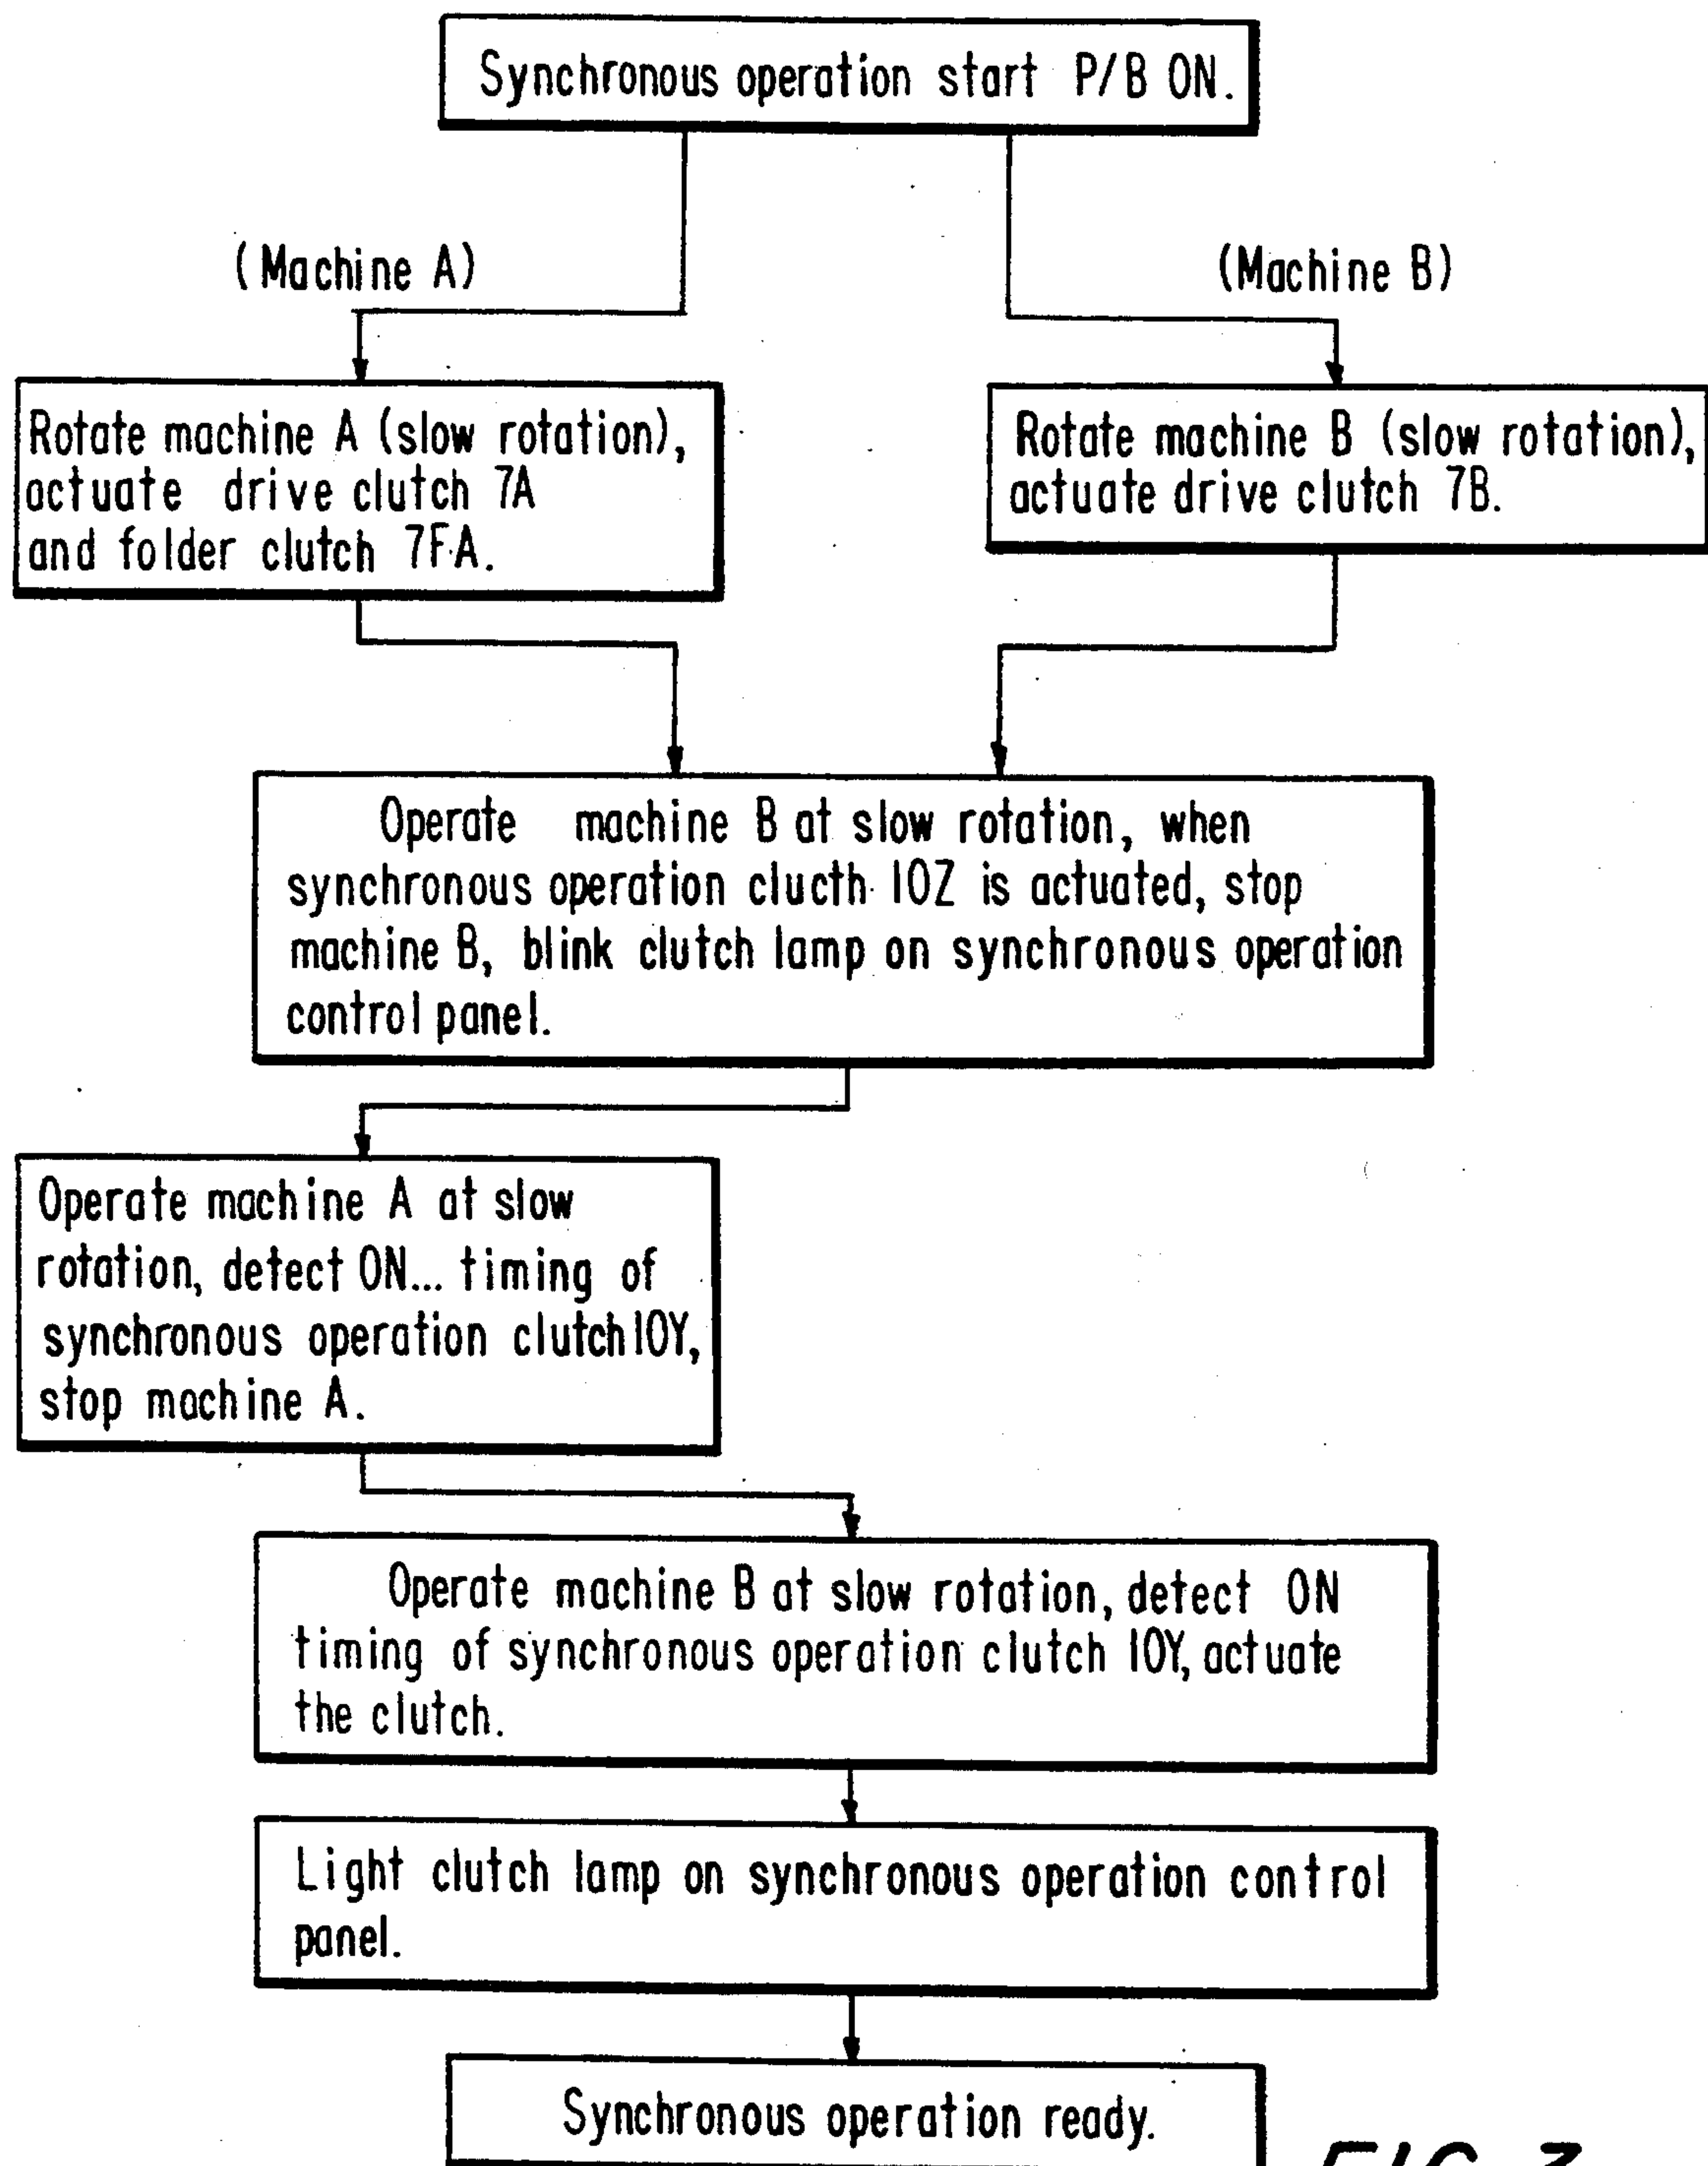 Synchronous operation start P/B ON.
(Machine A)
(Machine B)
Rotate machine A (slow rotation),
actuate drive clutch 7A
and folder clutch 7FA.
Rotate machine B (slow rotation),
actuate drive clutch 7B.
Operate machine B at slow rotation, when
synchronous operation clucth 10Z is actuated, stop
machine B, blink clutch lamp on synchronous operation
control panel.
Operate machine A at slow
rotation, detect ON... timing of
synchronous operation clutch 10Y,
stop machine A.
Operate machine B at slow rotation, detect ON
timing of synchronous operation clutch 10Y, actuate
the clutch.
Light clutch lamp on synchronous operation control
panel.
Synchronous operation ready.
FIG. 3